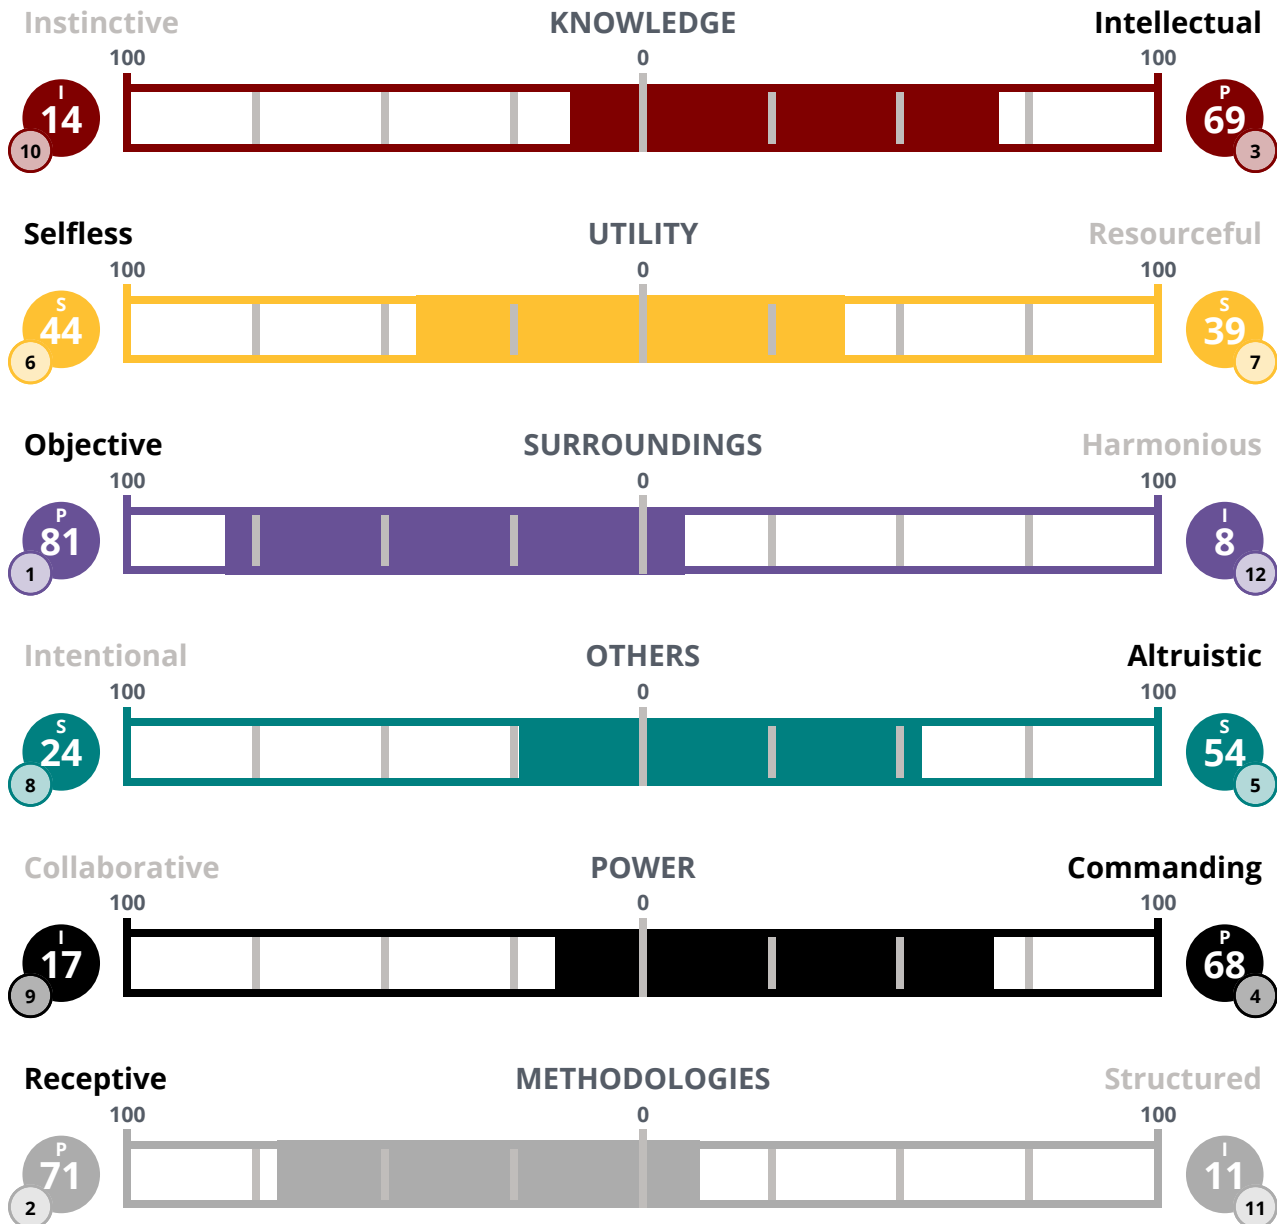 Instinctive KNOWLEDGE Intellectual
100 0 100
I P
14 69
10 3
Selfless UTILITY Resourceful
100 0 100
S S
44 39
6 7
Objective SURROUNDINGS Harmonious
100 0 100
P I
81 8
1 12
Intentional OTHERS Altruistic
100 0 100
S S
24 54
8 5
Collaborative POWER Commanding
100 0 100
I P
17 68
9 4
Receptive METHODOLOGIES Structured
100 0 100
P I
71 11
2 11